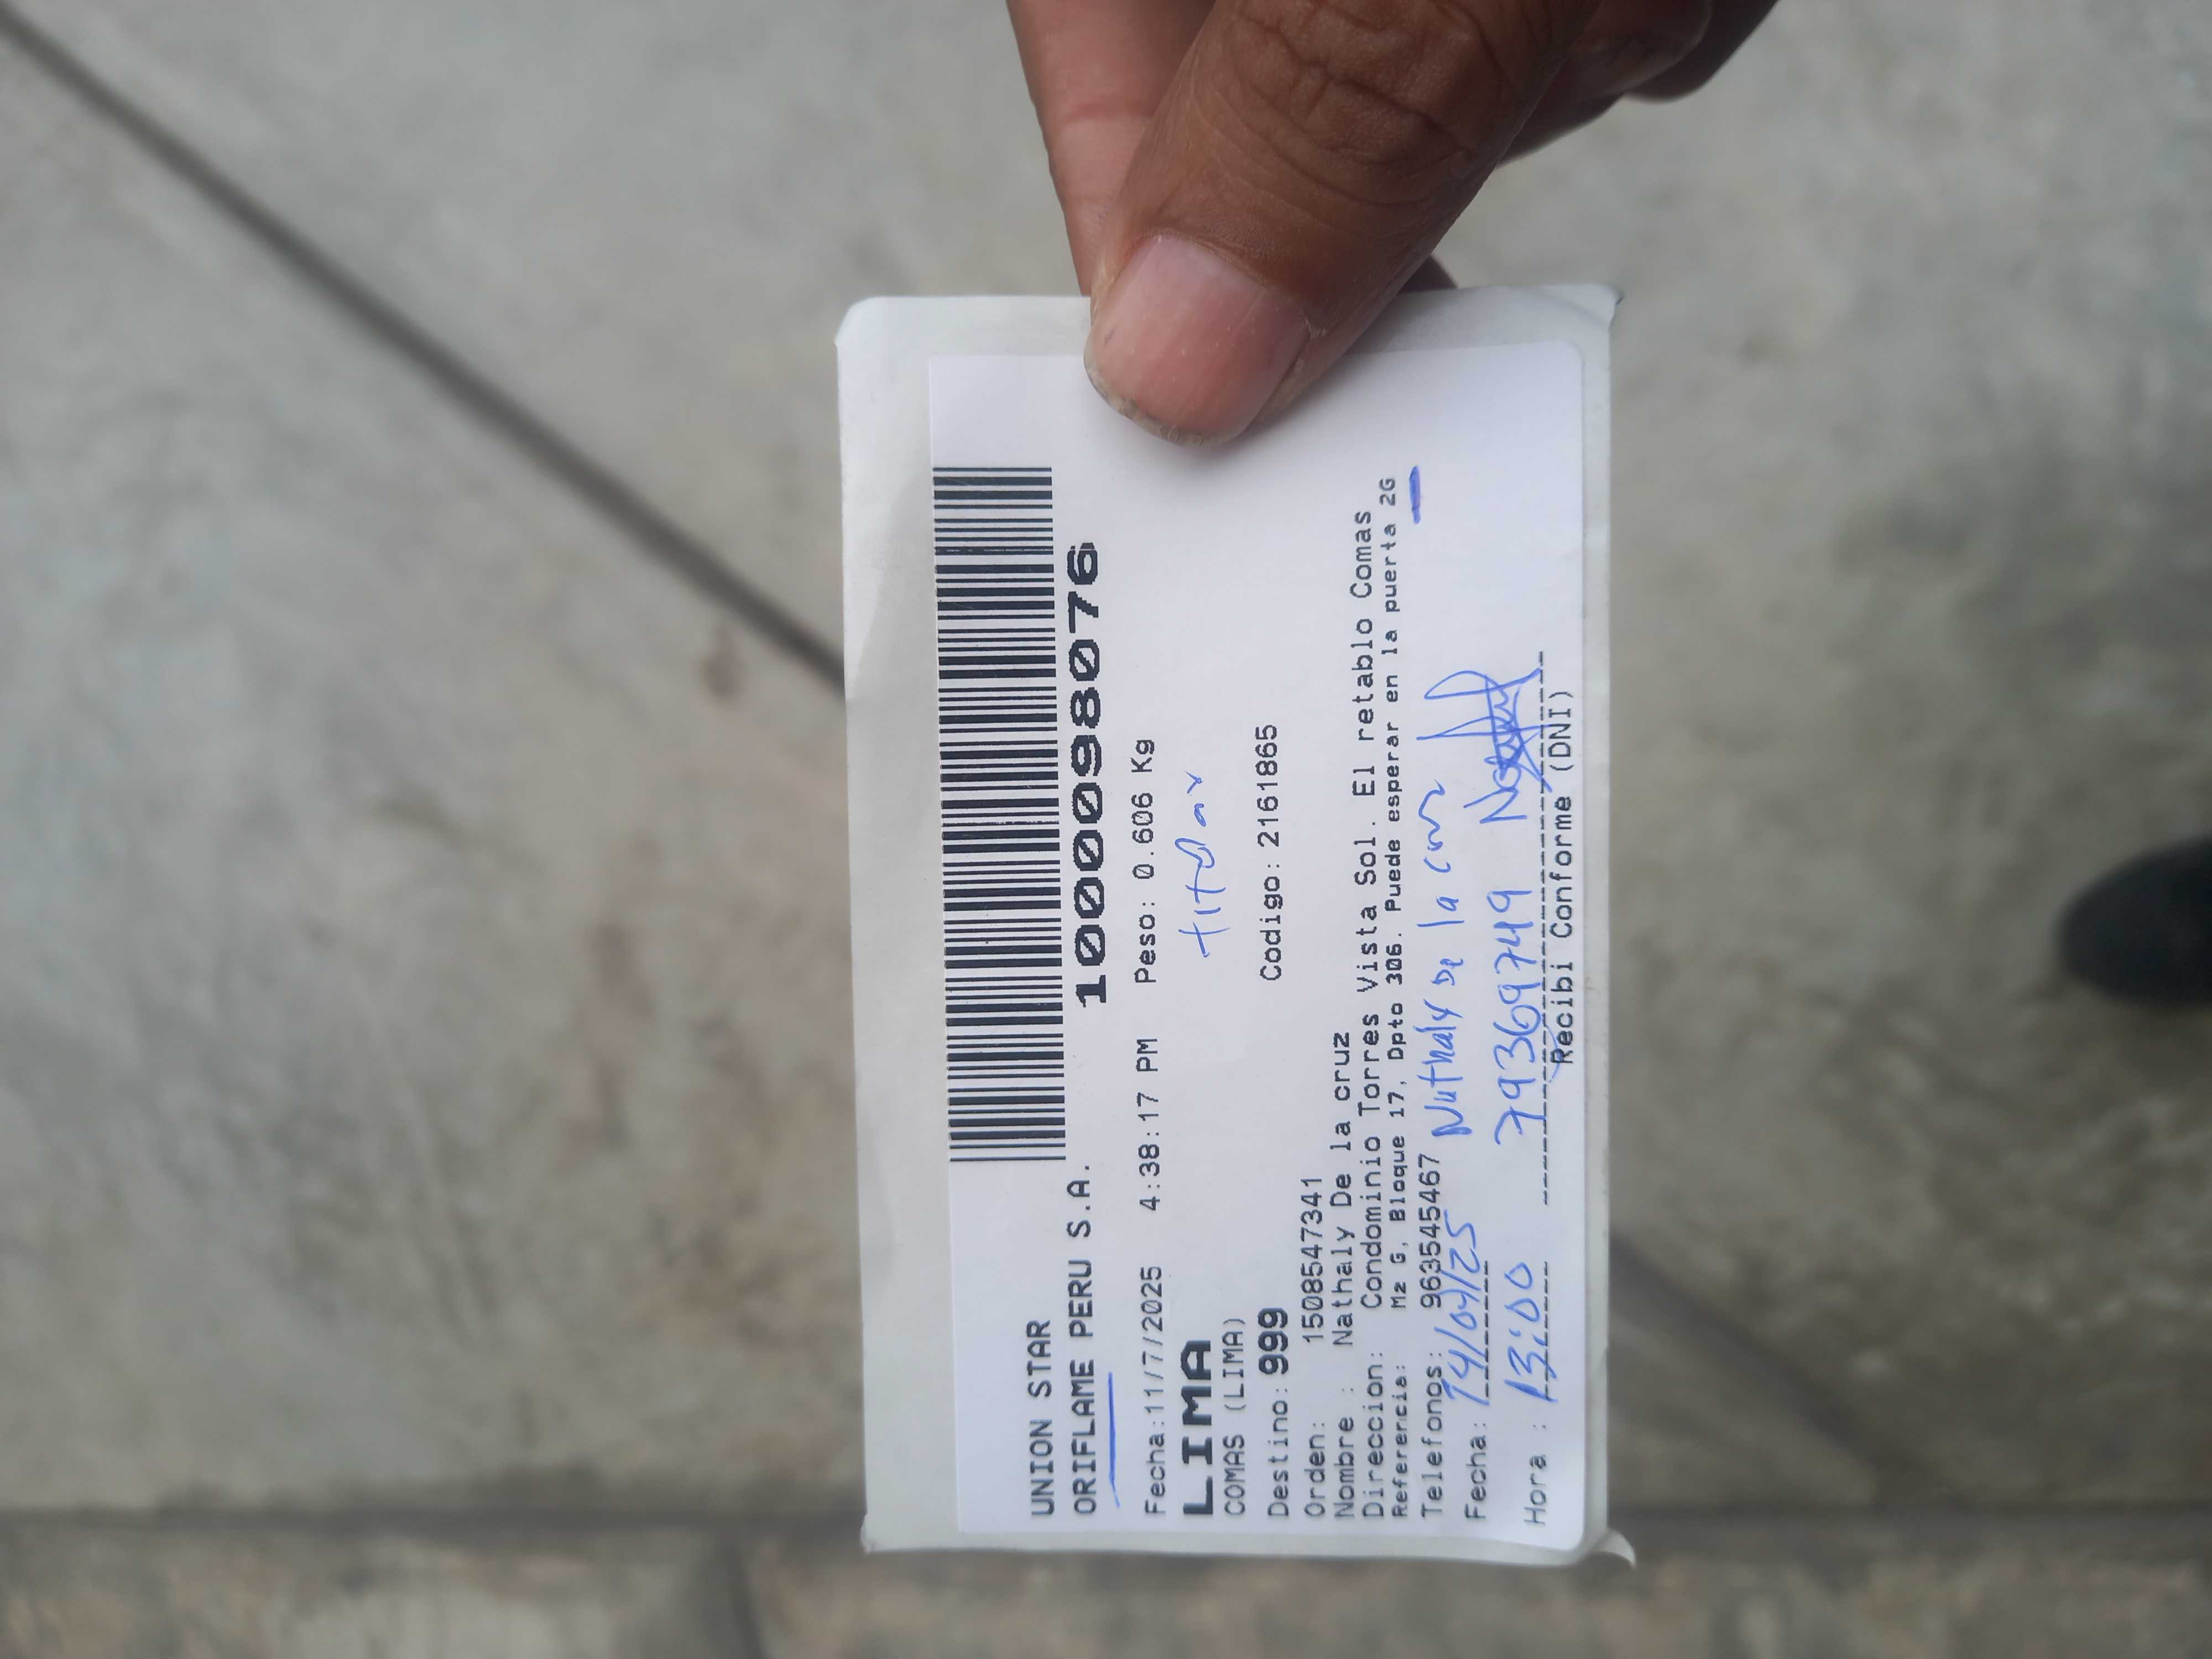 UNION STAR
ORIFLAME PERU S.A.
10000998076
Fecha:11/7/2025 4:38:17 PM Peso: 0.606 Kg
LIMA
titular
COMAS (LIMA)
Destino: 999 Codigo: 2161865
Orden: 1508547341
Nombre : Nathaly De la cruz
Direccion: Condominio Torres Vista Sol. El retablo Comas
Referencia: Mz G, Bloque 17, Dpto 306. Puede esperar en la puerta 2G
Telefonos: 963545467
Nuthaly De la cruz
Fecha: 14/07/25
Hora : 13:00 79369749
Recibi Conforme (DNI)